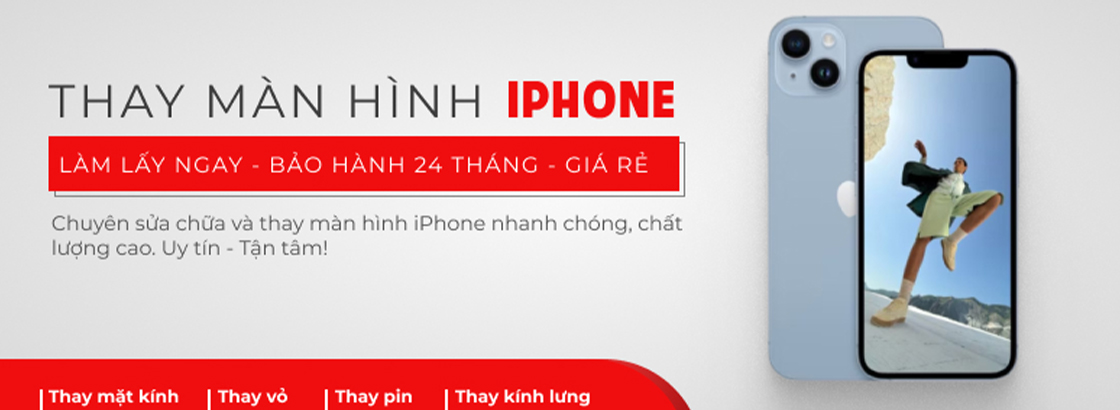 THAY MÀN HÌNH IPHONE
LÀM LẤY NGAY - BẢO HÀNH 24 THÁNG - GIÁ RẺ
Chuyên sửa chữa và thay màn hình iPhone nhanh chóng, chất
lượng cao. Uy tín - Tận tâm!
Thay mặt kính | Thay vỏ | Thay pin | Thay kính lưng